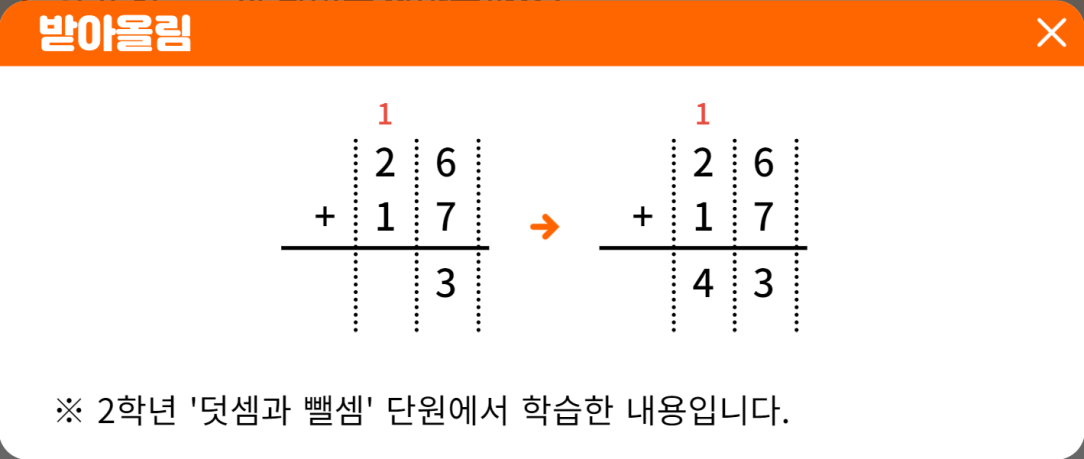 받아올림
1 1
2 6 2 6
+ 1 7 → + 1 7
3 4 3
※ 2학년 '덧셈과 뺄셈' 단원에서 학습한 내용입니다.